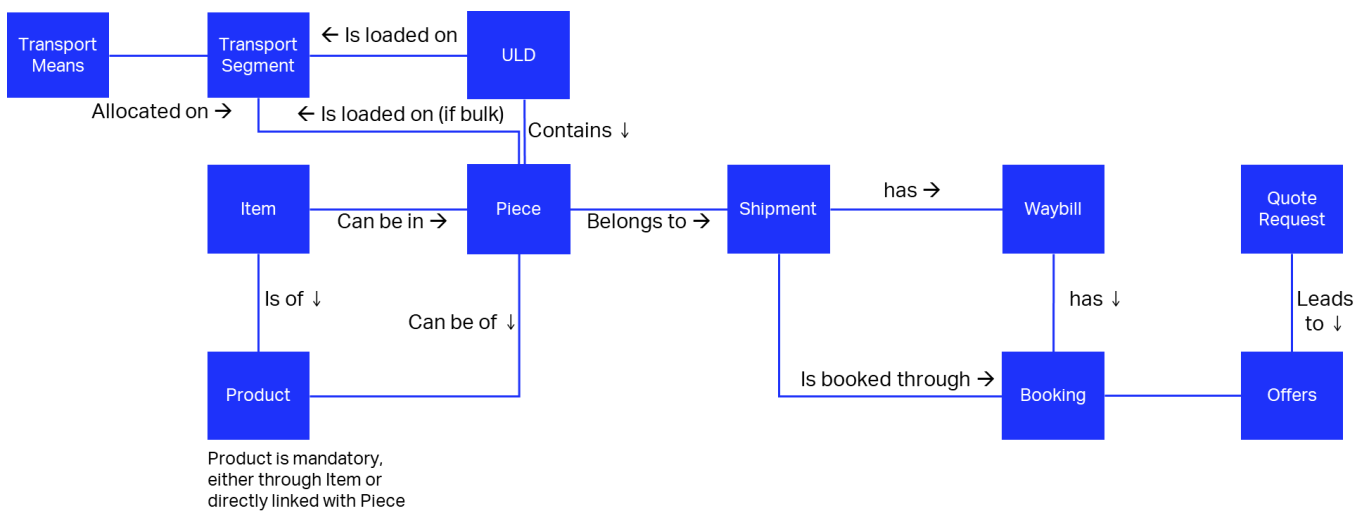 Transport
Means
Transport
Segment
← Is loaded on
ULD
Allocated on →
← Is loaded on (if bulk)
Contains ↓
Item
Can be in →
Piece
Belongs to →
Shipment
has →
Waybill
Quote
Request
Is of ↓
Can be of ↓
has ↓
Leads
to ↓
Product
Is booked through →
Booking
Offers
Product is mandatory,
either through Item or
directly linked with Piece